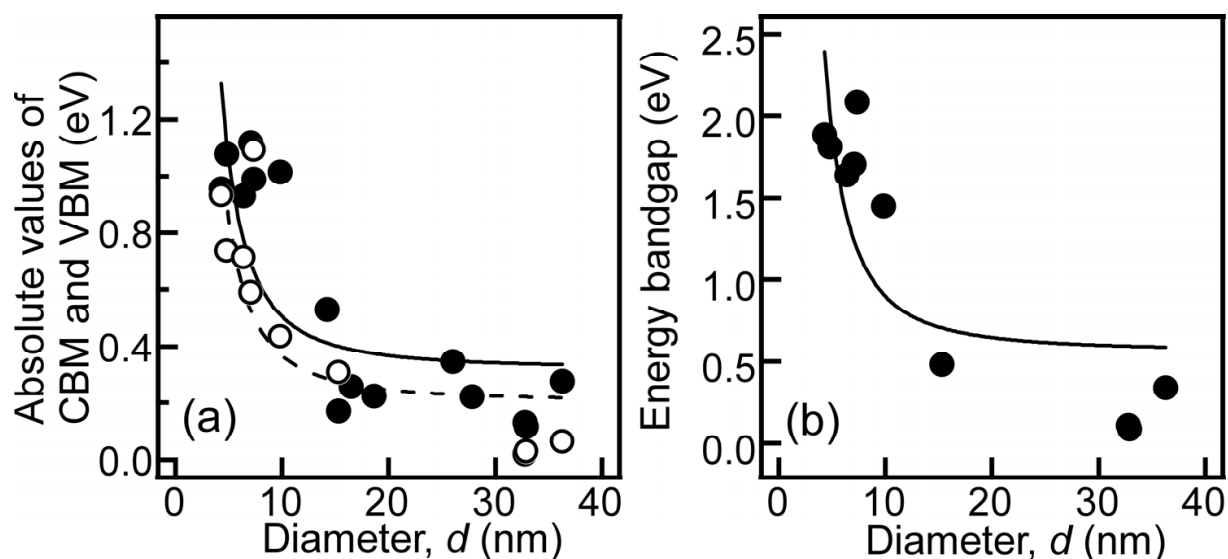 Absolute values of
CBM and VBM (eV)
1.2
0.8
0.4
0.0
(a)
0 10 20 30 40
Diameter, d (nm)
Energy bandgap (eV)
2.5
2.0
1.5
1.0
0.5
0.0
(b)
0 10 20 30 40
Diameter, d (nm)